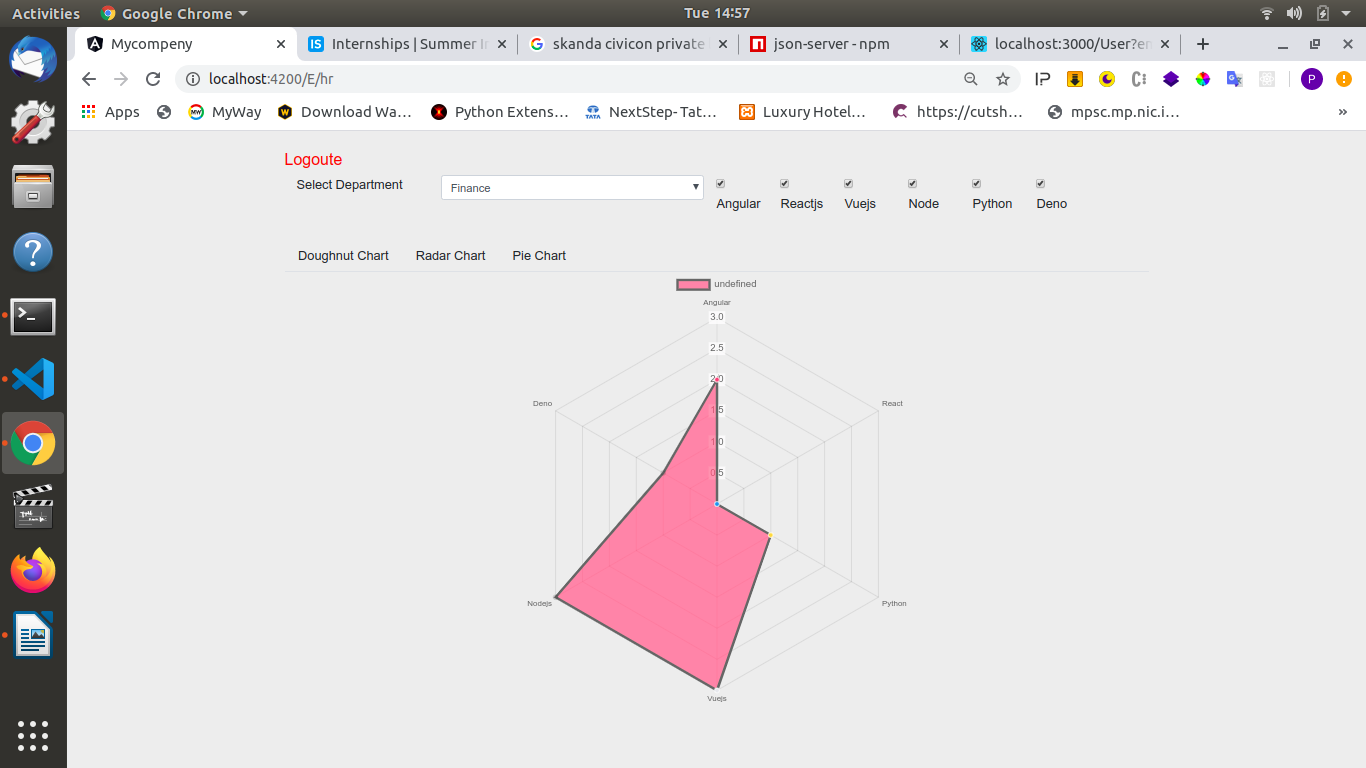 Activities Google Chrome Tue 14:57
Mycompeny Internships | Summer In skanda civicon private json-server - npm localhost:3000/User?en
localhost:4200/E/hr
Apps MyWay Download Wa... Python Extens... NextStep- Tat... Luxury Hotel... https://cutsh... mpsc.mp.nic.i... »
Logoute
Select Department Finance
Angular Reactjs Vuejs Node Python Deno
Doughnut Chart Radar Chart Pie Chart
undefined
Angular
3.0
2.5
2.0
Deno React
1.5
1.0
0.5
Nodejs Python
Vuejs